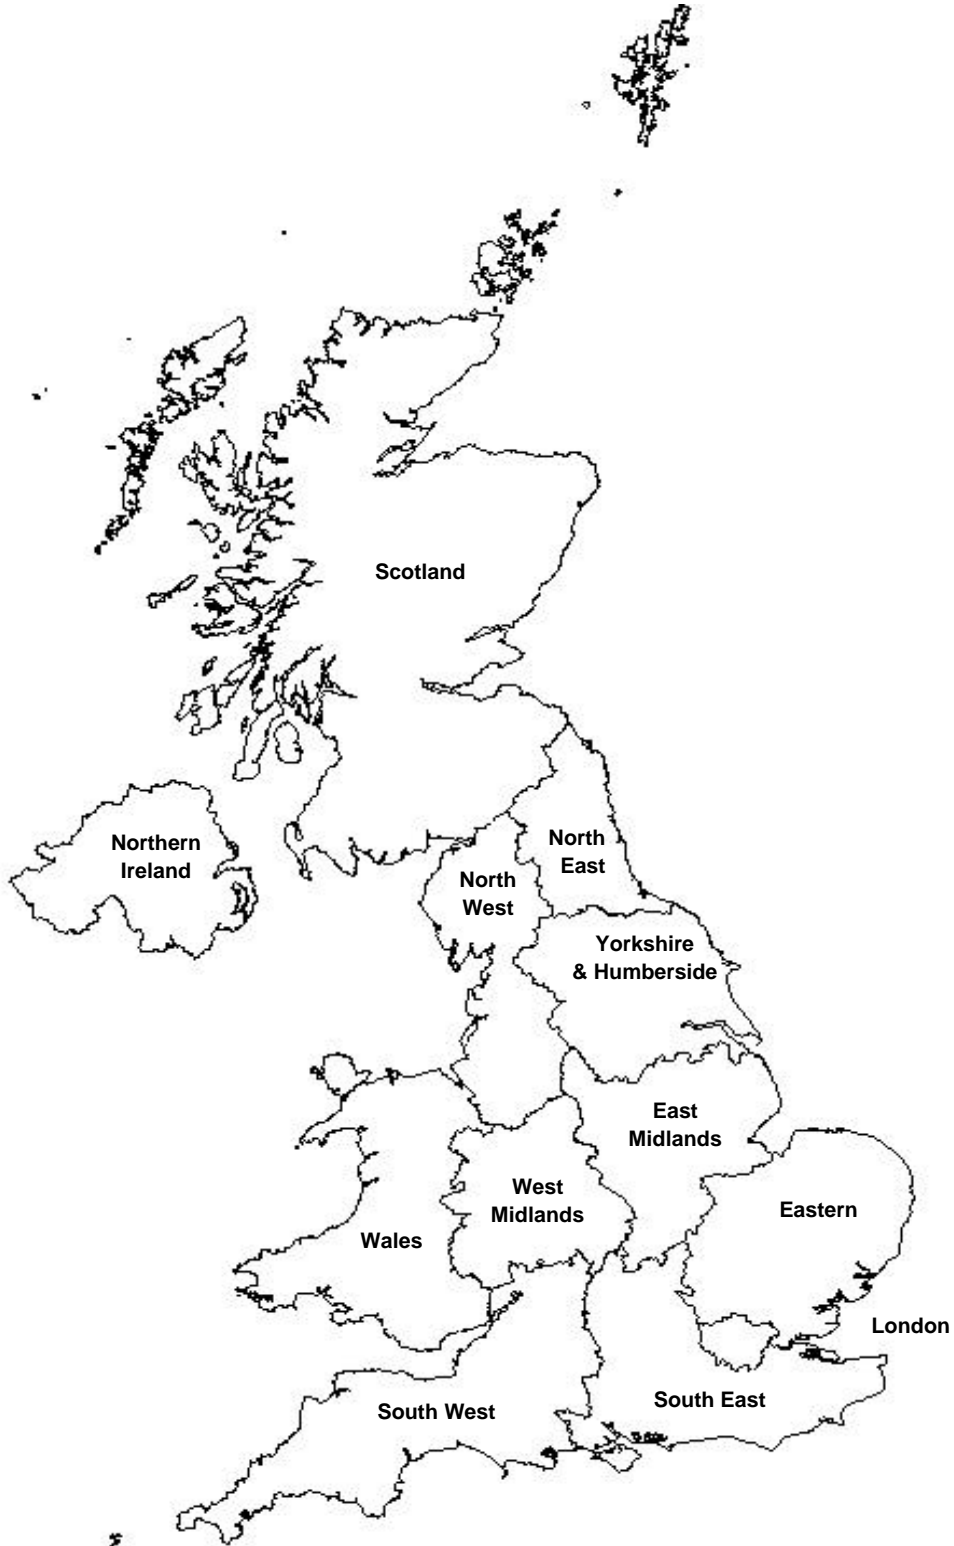 Scotland
Northern
Ireland
North
East
North
West
Yorkshire
& Humberside
East
Midlands
West
Midlands
Eastern
Wales
London
South East
South West